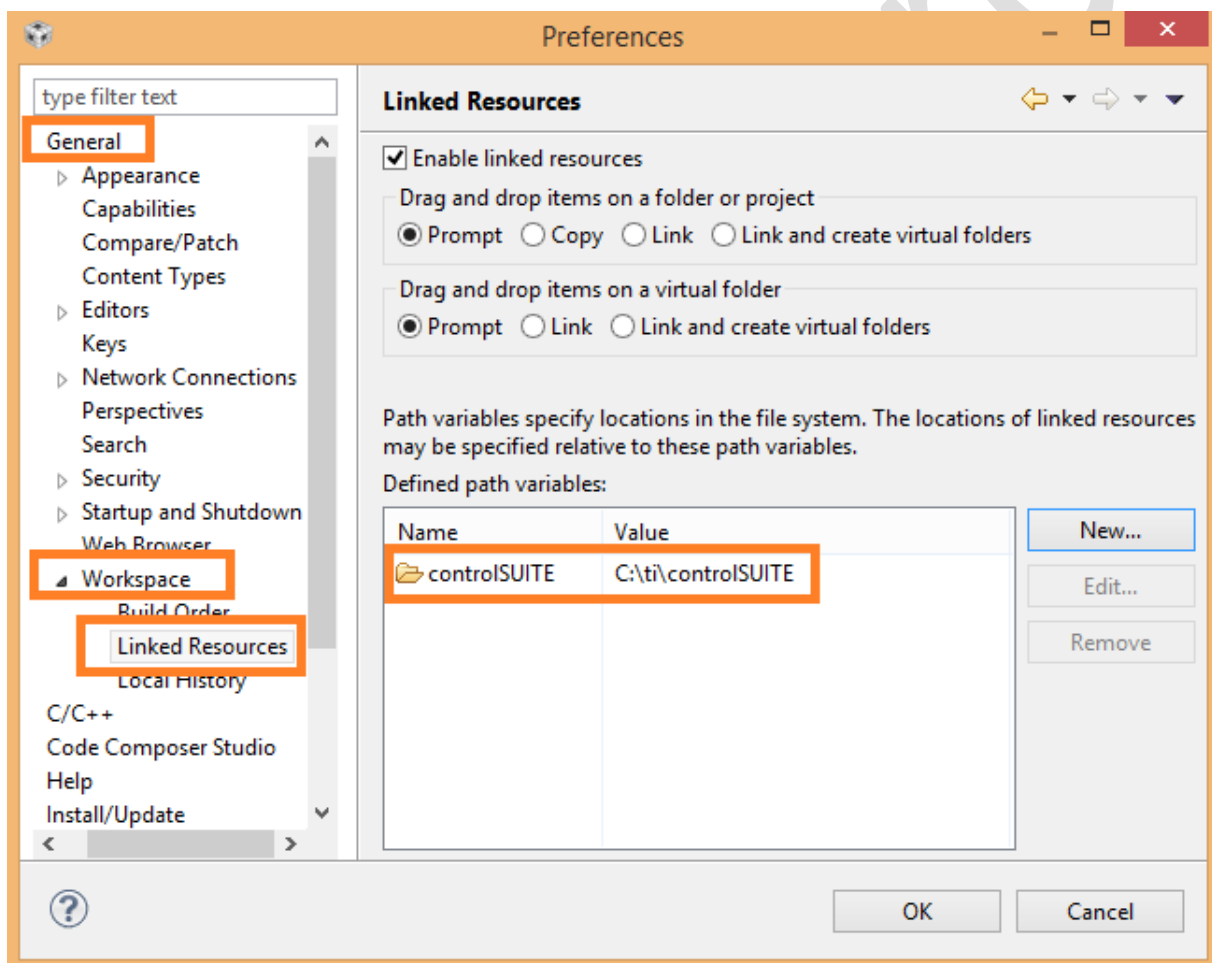 Preferences
type filter text
General
Appearance
Capabilities
Compare/Patch
Content Types
Editors
Keys
Network Connections
Perspectives
Search
Security
Startup and Shutdown
Web Browser
Workspace
Build Order
Linked Resources
Local History
C/C++
Code Composer Studio
Help
Install/Update
Linked Resources
Enable linked resources
Drag and drop items on a folder or project
Prompt Copy Link Link and create virtual folders
Drag and drop items on a virtual folder
Prompt Link Link and create virtual folders
Path variables specify locations in the file system. The locations of linked resources
may be specified relative to these path variables.
Defined path variables:
Name Value
controlSUITE C:\ti\controlSUITE
New...
Edit...
Remove
OK Cancel